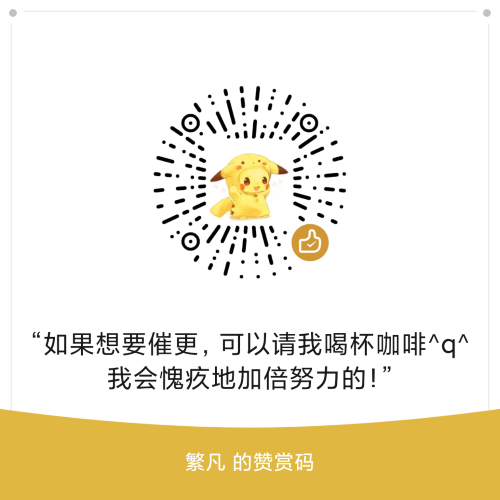 “如果想要催更，可以请我喝杯咖啡^q^
我会愧疚地加倍努力的！”
繁凡 的赞赏码